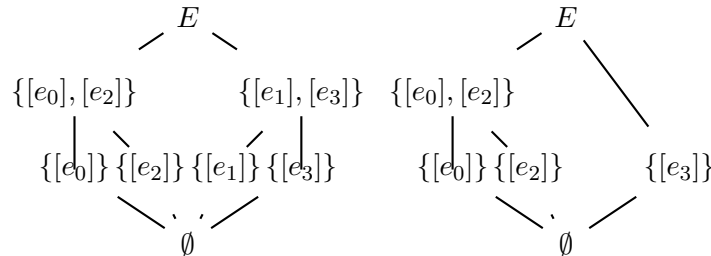 E E
{[e₀], [e₂]} {[e₁], [e₃]} {[e₀], [e₂]}
{[e₀]} {[e₂]} {[e₁]} {[e₃]} {[e₀]} {[e₂]} {[e₃]}
∅ ∅